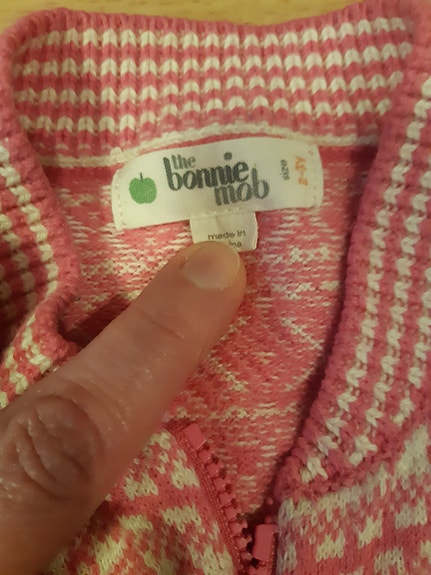 the
bonnie
mob
size
2-3y
made in